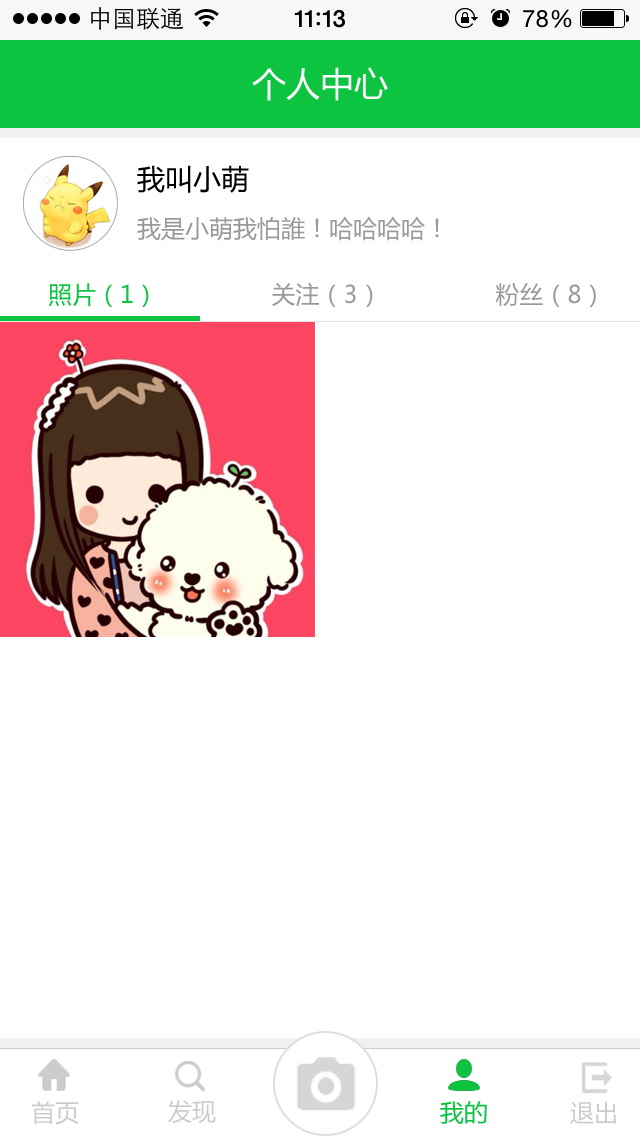 中国联通 11:13 78%
个人中心
我叫小萌
我是小萌我怕誰！哈哈哈哈！
照片（1） 关注（3） 粉丝（8）
首页 发现 我的 退出